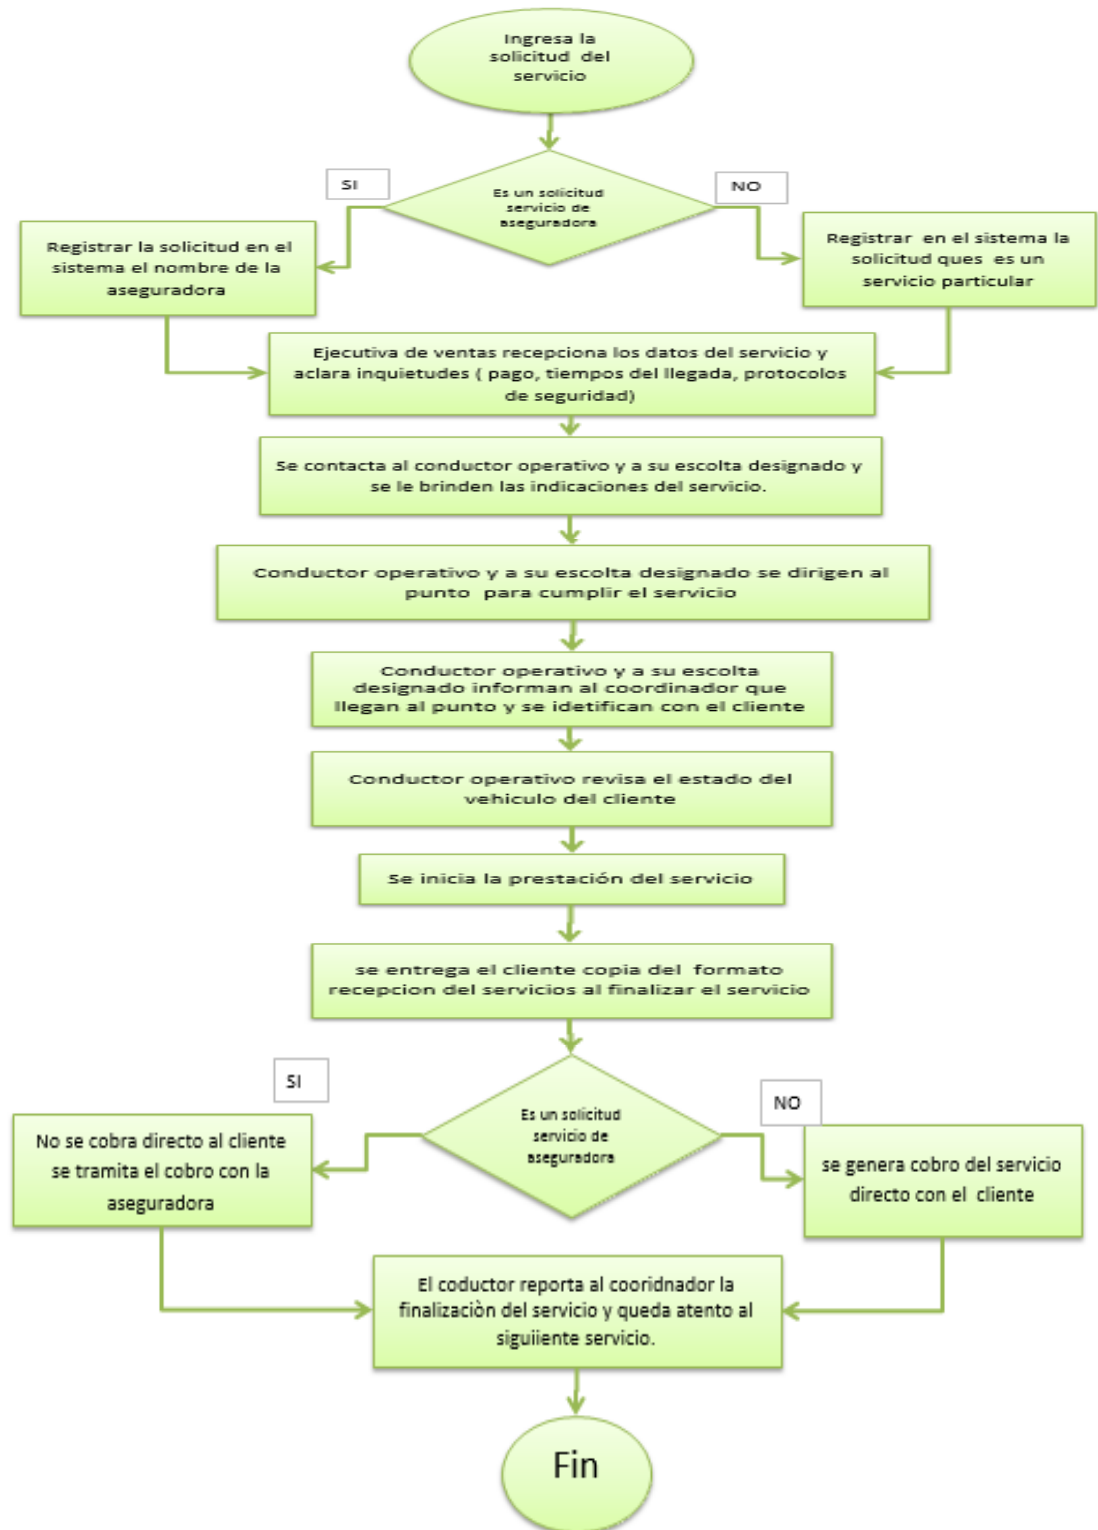 Ingresa la
solicitud del
servicio
SI
Es un solicitud
servicio de
aseguradora
NO
Registrar la solicitud en el
sistema el nombre de la
aseguradora
Registrar en el sistema la
solicitud ques es un
servicio particular
Ejecutiva de ventas recepciona los datos del servicio y
aclara inquietudes ( pago, tiempos del llegada, protocolos
de seguridad)
Se contacta al conductor operativo y a su escolta designado y
se le brinden las indicaciones del servicio.
Conductor operativo y a su escolta designado se dirigen al
punto para cumplir el servicio
Conductor operativo y a su escolta
designado informan al coordinador que
llegan al punto y se idetifican con el cliente
Conductor operativo revisa el estado del
vehiculo del cliente
Se inicia la prestación del servicio
se entrega el cliente copia del formato
recepcion del servicios al finalizar el servicio
SI
Es un solicitud
servicio de
aseguradora
NO
No se cobra directo al cliente
se tramita el cobro con la
aseguradora
se genera cobro del servicio
directo con el cliente
El coductor reporta al cooridnador la
finalizaciòn del servicio y queda atento al
siguiiente servicio.
Fin